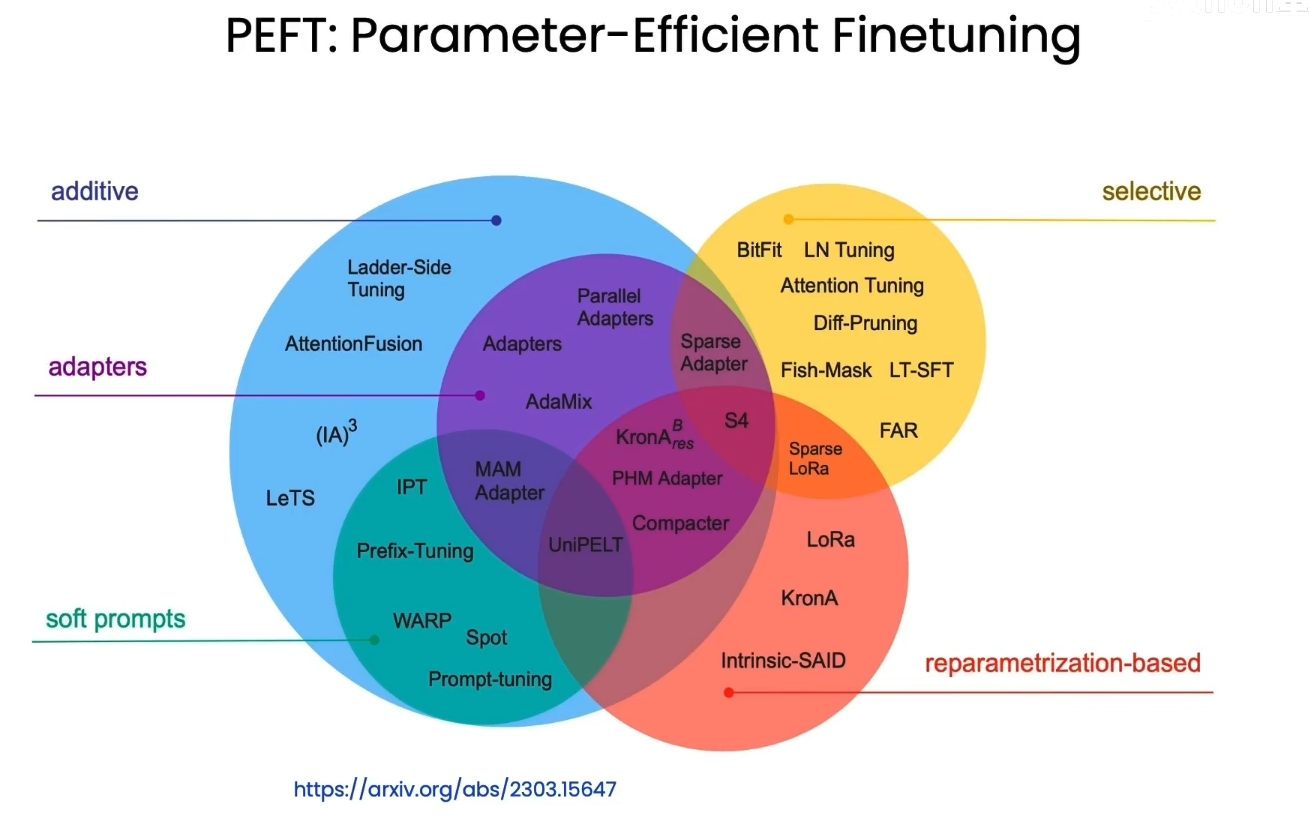 PEFT: Parameter-Efficient Finetuning
additive
selective
BitFit LN Tuning
Ladder-Side
Tuning
Attention Tuning
Parallel
Adapters
Diff-Pruning
AttentionFusion
Adapters
Sparse
Adapter
adapters
Fish-Mask LT-SFT
AdaMix
(IA)³
KronA^B_res
S4
FAR
Sparse
LoRa
MAM
Adapter
PHM Adapter
IPT
LeTS
Compacter
Prefix-Tuning
UniPELT
LoRa
KronA
soft prompts
WARP
Spot
Intrinsic-SAID
reparametrization-based
Prompt-tuning
https://arxiv.org/abs/2303.15647